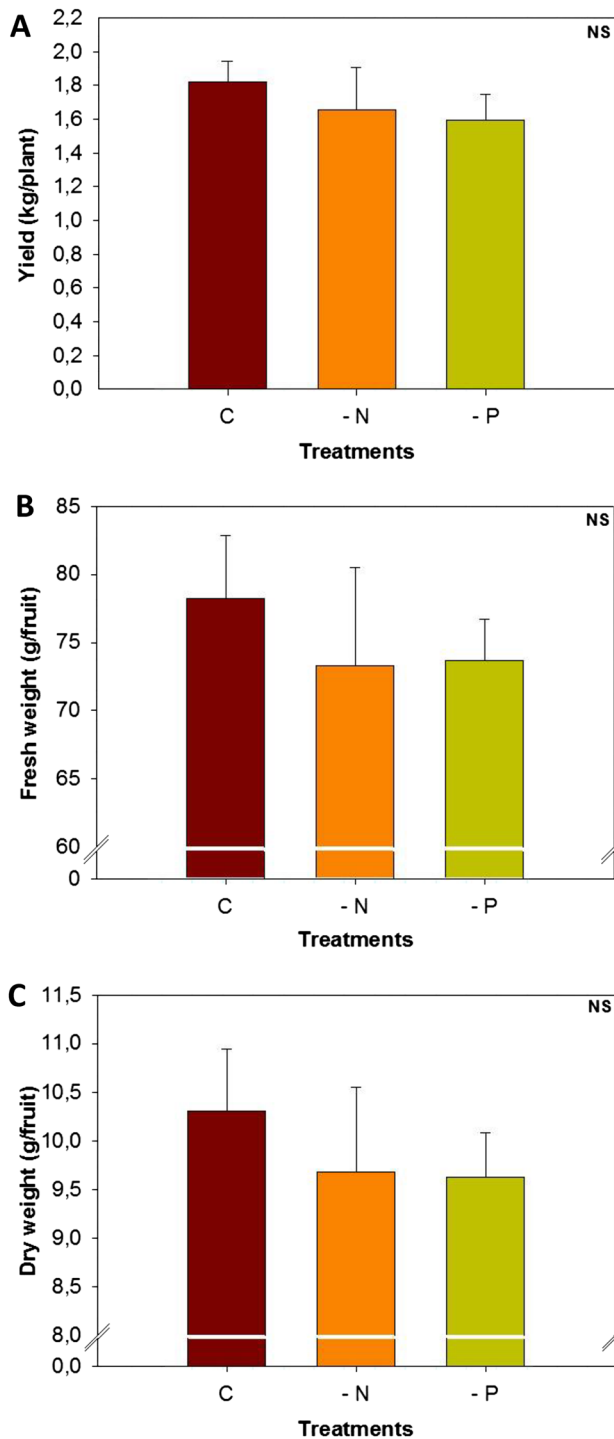 A
NS
2,2
2,0
1,8
1,6
1,4
1,2
1,0
0,8
0,6
0,4
0,2
0,0
Yield (kg/plant)
C - N - P
Treatments
B
NS
85
80
75
70
65
60
0
Fresh weight (g/fruit)
C - N - P
Treatments
C
NS
11,5
11,0
10,5
10,0
9,5
9,0
8,5
8,0
0,0
Dry weight (g/fruit)
C - N - P
Treatments